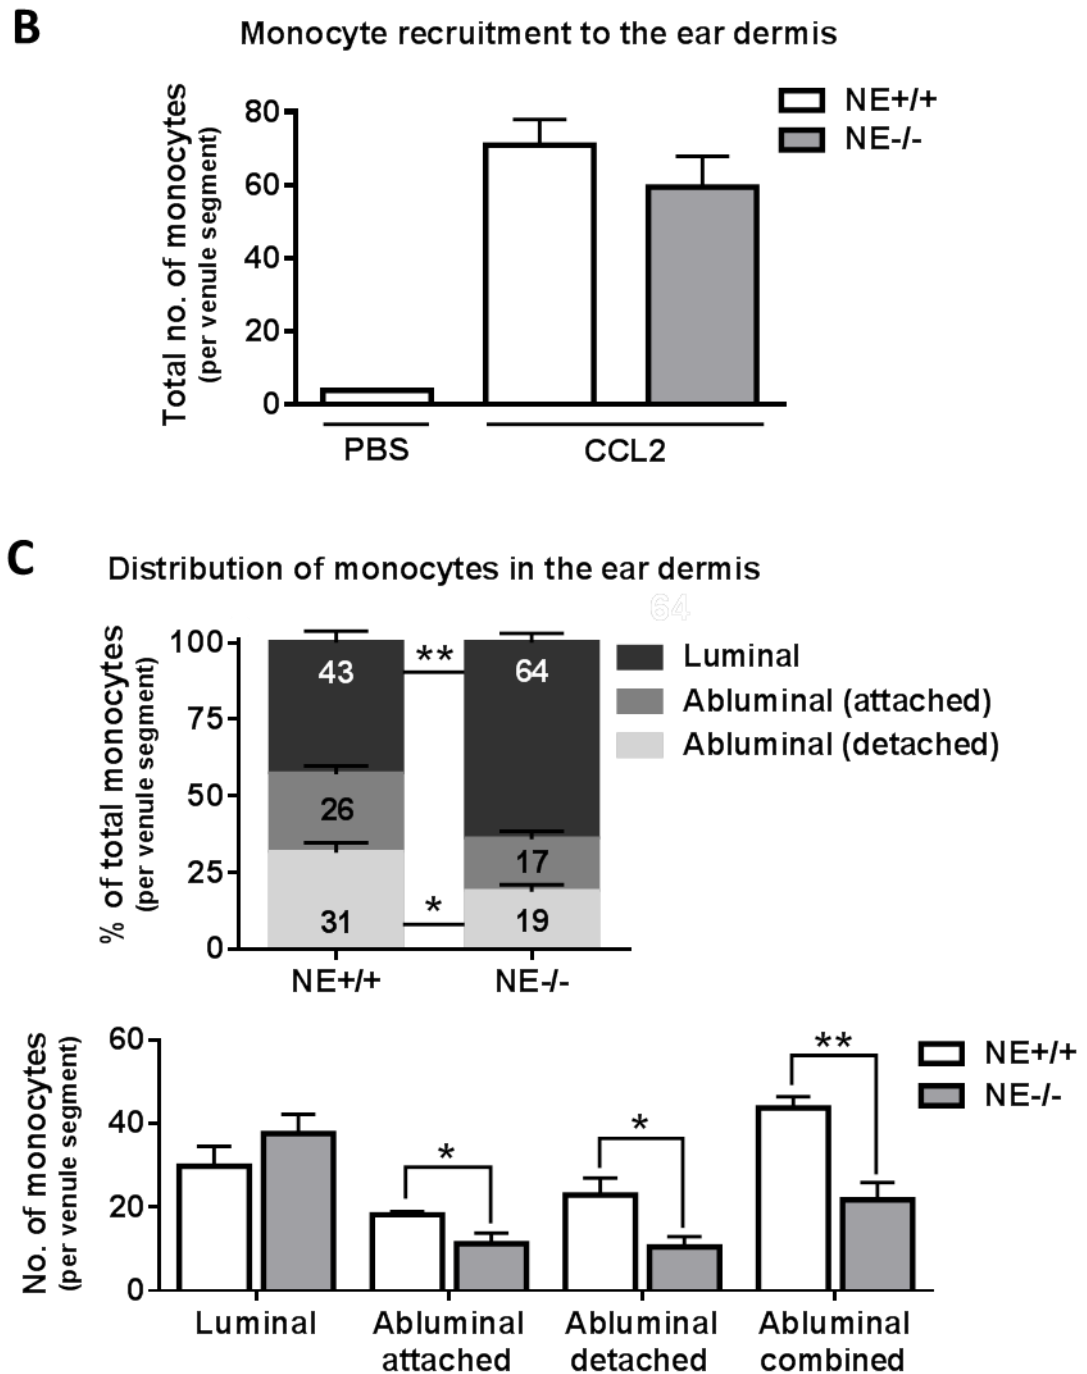 B
Monocyte recruitment to the ear dermis
Total no. of monocytes
(per venule segment)
80
60
40
20
0
NE+/+
NE-/-
PBS
CCL2
C
Distribution of monocytes in the ear dermis
64
% of total monocytes
(per venule segment)
100
75
50
25
0
43
**
64
26
17
31
*
19
Luminal
Abluminal (attached)
Abluminal (detached)
NE+/+
NE-/-
No. of monocytes
(per venule segment)
60
40
20
0
*
*
**
NE+/+
NE-/-
Luminal
Abluminal
attached
Abluminal
detached
Abluminal
combined